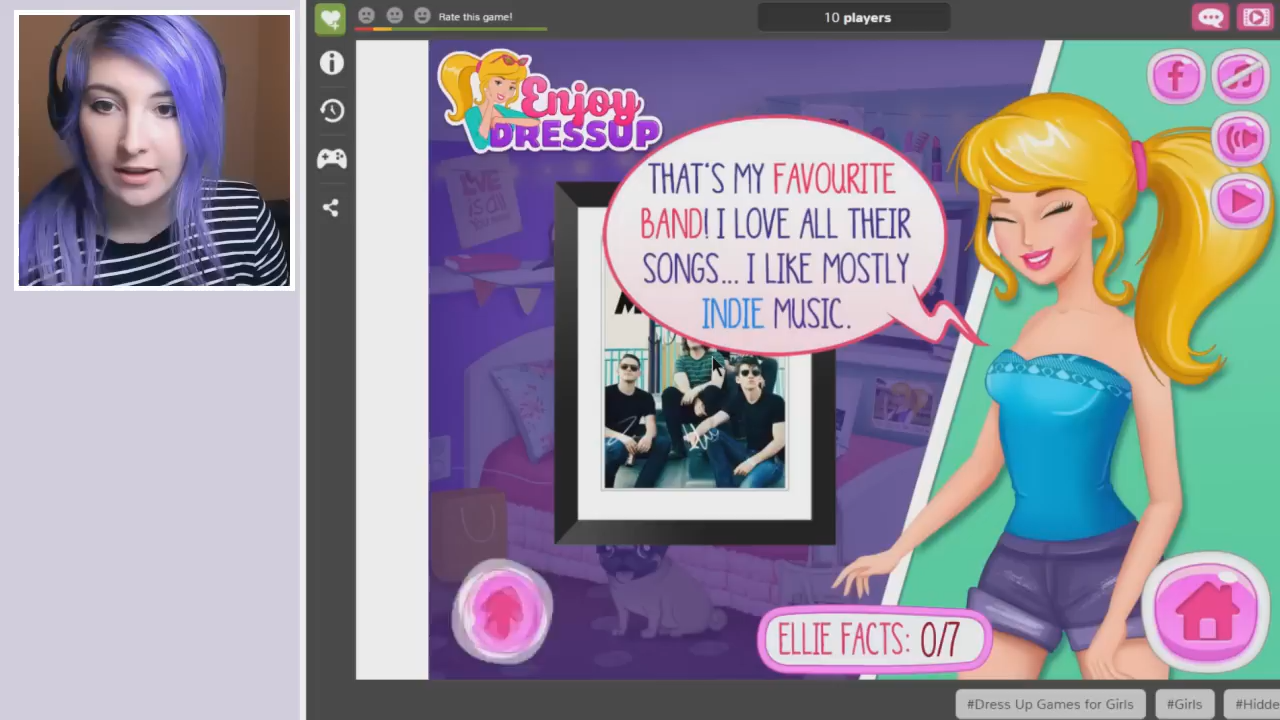 Rate this game!
10 players
Enjoy
DRESSUP
THAT'S MY FAVOURITE
BAND! I LOVE ALL THEIR
SONGS... I LIKE MOSTLY
INDIE MUSIC.
ELLIE FACTS: 0/7
#Dress Up Games for Girls
#Girls
#Hidde